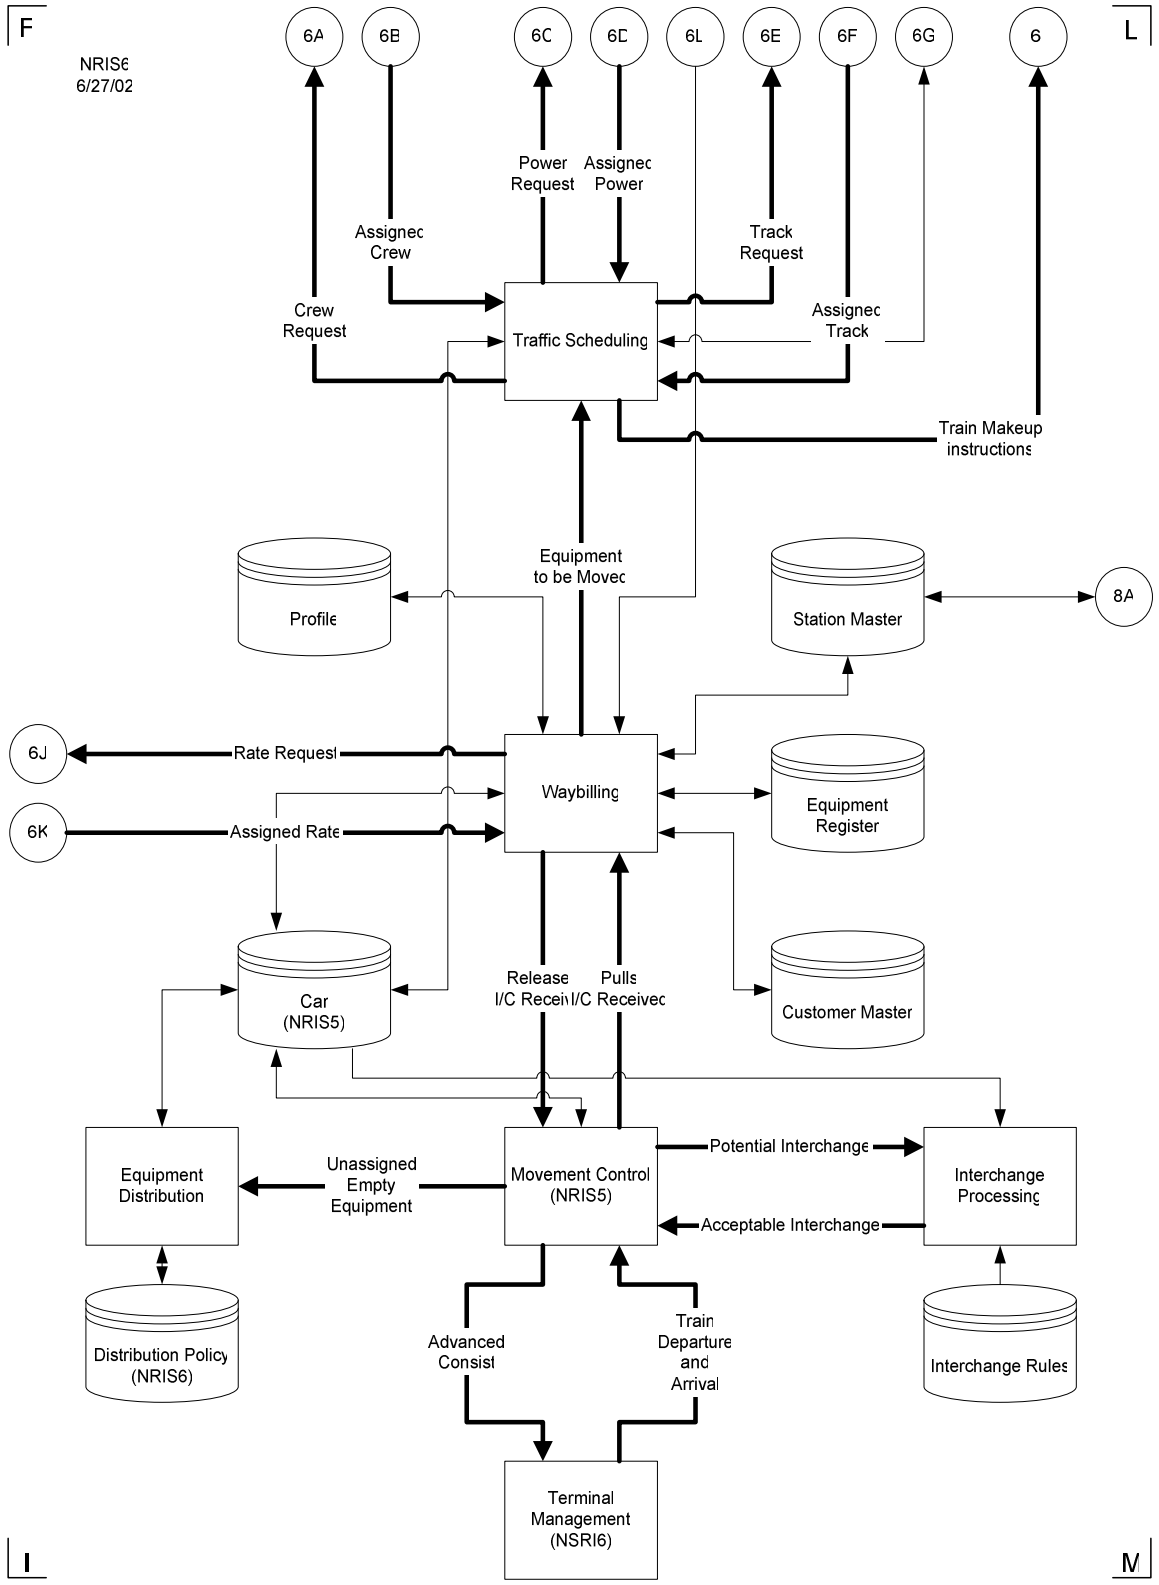 F
L
NRIS6
6/27/02
6A
6B
6C
6D
6L
6E
6F
6G
6
Power
Request
Assigned
Power
Assigned
Crew
Track
Request
Crew
Request
Assigned
Track
Traffic Scheduling
Train Makeup
instructions
Equipment
to be Moved
Profile
Station Master
8A
6J
Rate Request
Waybilling
Equipment
Register
6K
Assigned Rate
Car
(NRIS5)
Release
I/C Receiv
Pulls
I/C Received
Customer Master
Equipment
Distribution
Unassigned
Empty
Equipment
Movement Control
(NRIS5)
Potential Interchange
Acceptable Interchange
Interchange
Processing
Distribution Policy
(NRIS6)
Advanced
Consist
Train
Departure
and
Arrival
Interchange Rules
Terminal
Management
(NSRI6)
I
M